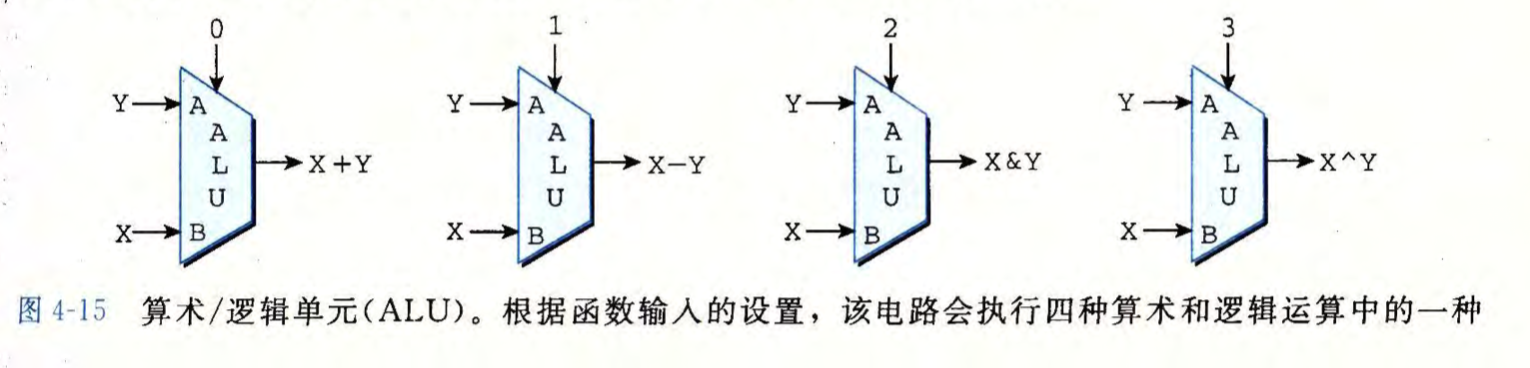 0 1 2 3
Y A Y A Y A Y A
A A A A
L X+Y L X-Y L X&Y L X^Y
U U U U
X B X B X B X B
图 4-15 算术/逻辑单元(ALU)。根据函数输入的设置，该电路会执行四种算术和逻辑运算中的一种